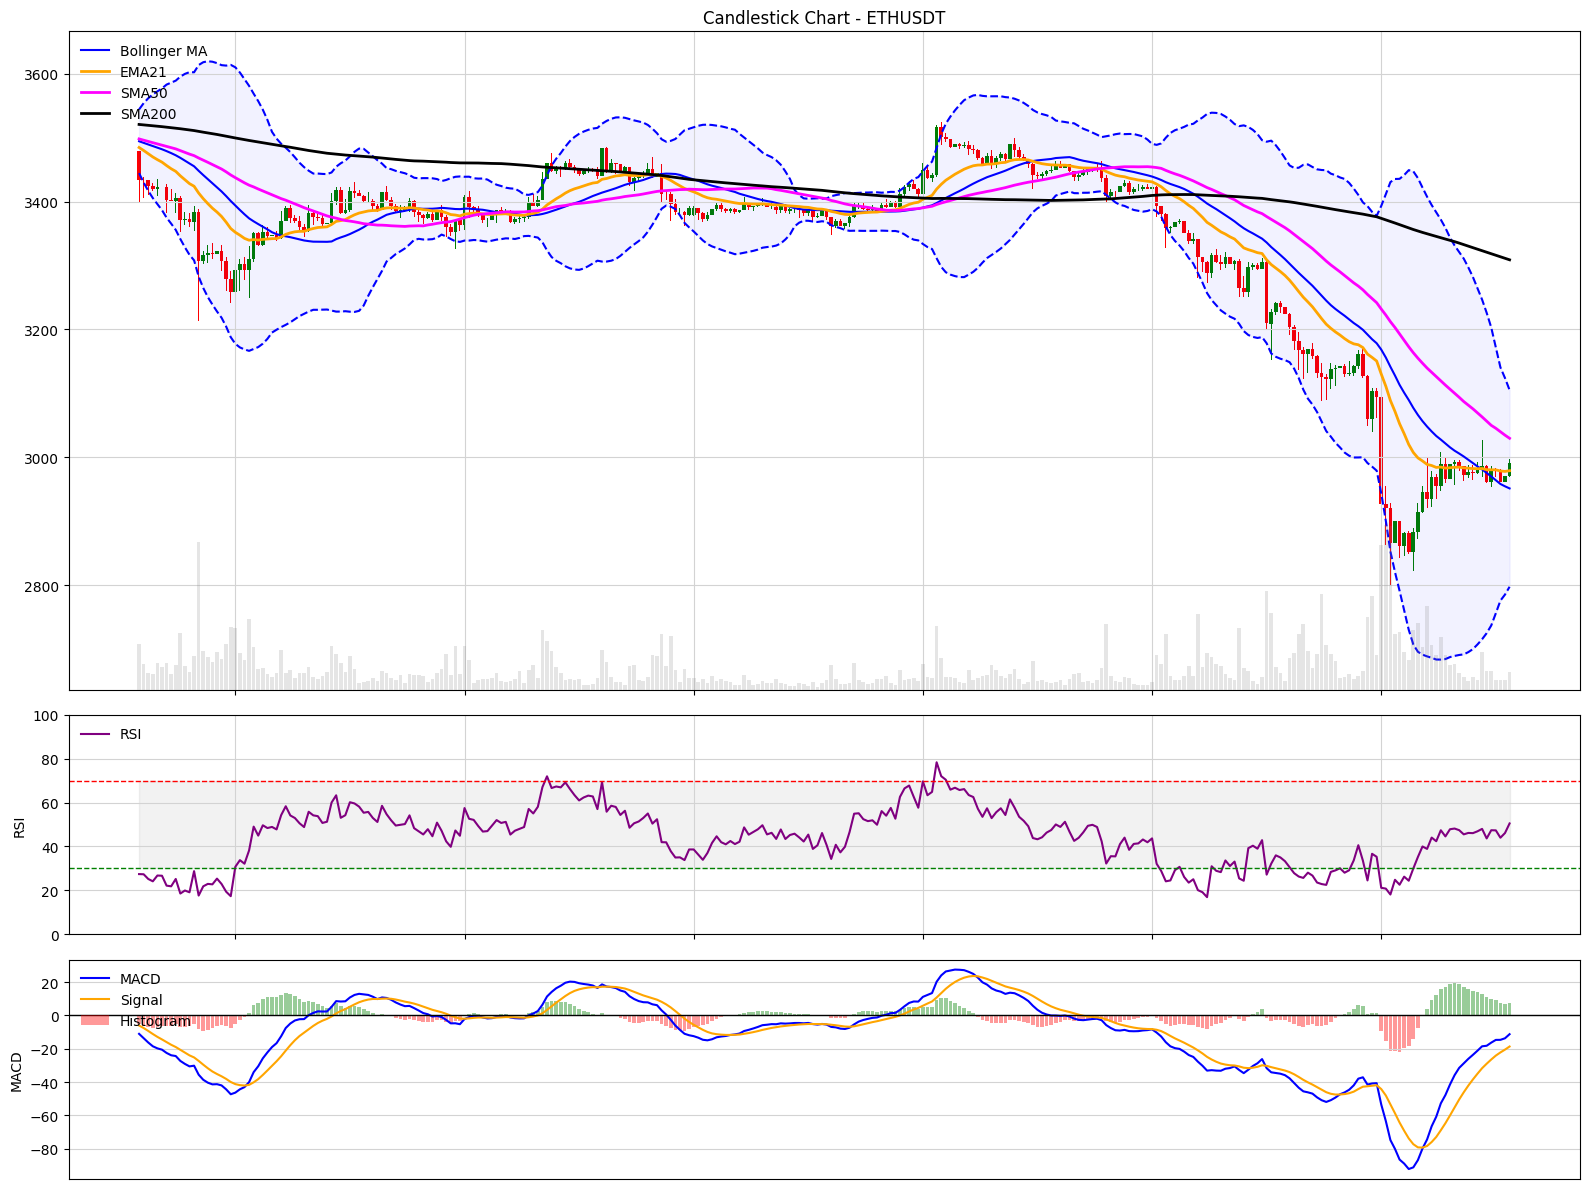 Candlestick Chart - ETHUSDT
Bollinger MA
EMA21
SMA50
SMA200
3600
3400
3200
3000
2800
RSI
100
80
60
40
20
0
RSI
MACD
Signal
Histogram
20
0
−20
−40
−60
−80
MACD